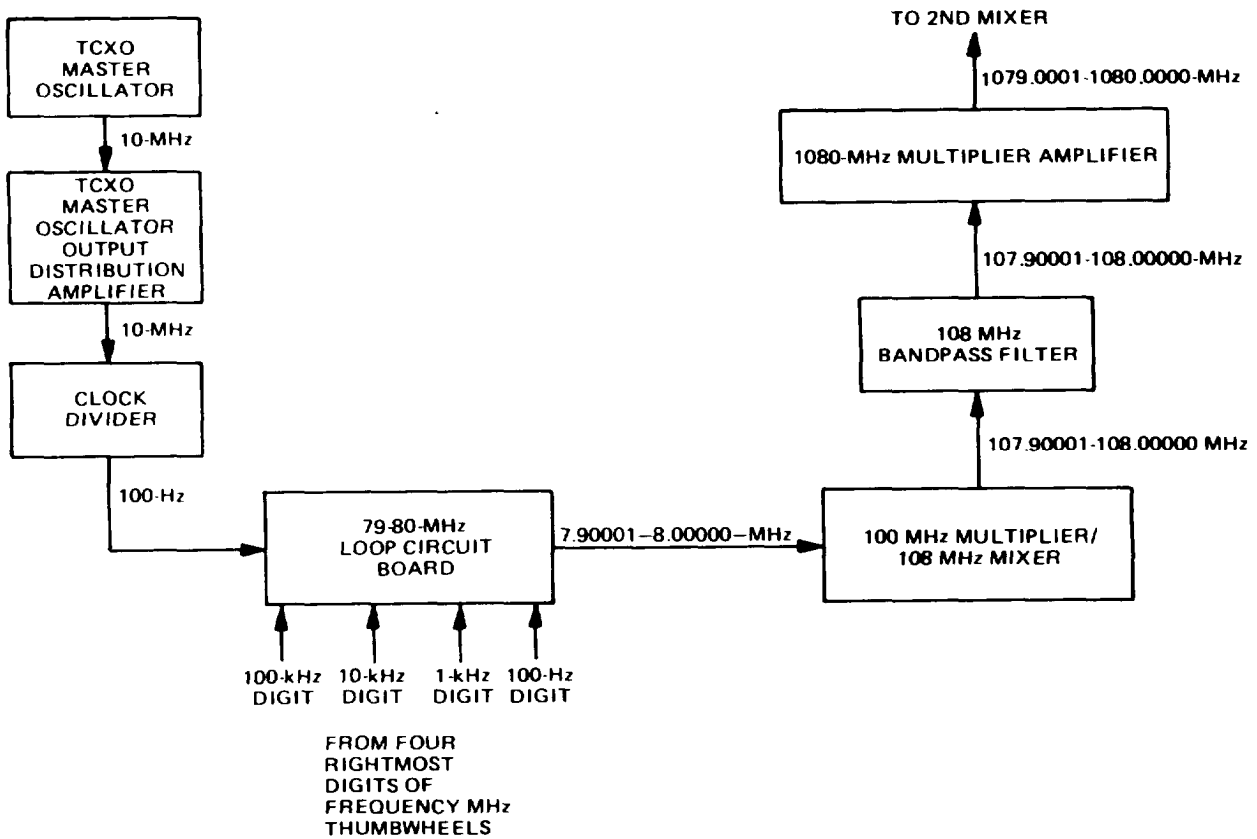 TCXO
MASTER
OSCILLATOR
10-MHz
TCXO
MASTER
OSCILLATOR
OUTPUT
DISTRIBUTION
AMPLIFIER
10-MHz
CLOCK
DIVIDER
100-Hz
79-80-MHz
LOOP CIRCUIT
BOARD
100-kHz
DIGIT
10-kHz
DIGIT
1-kHz
DIGIT
100-Hz
DIGIT
FROM FOUR
RIGHTMOST
DIGITS OF
FREQUENCY MHz
THUMBWHEELS
7.90001-8.00000-MHz
100 MHz MULTIPLIER/
108 MHz MIXER
107.90001-108.00000 MHz
108 MHz
BANDPASS FILTER
107.90001-108.00000-MHz
1080-MHz MULTIPLIER AMPLIFIER
1079.0001-1080.0000-MHz
TO 2ND MIXER